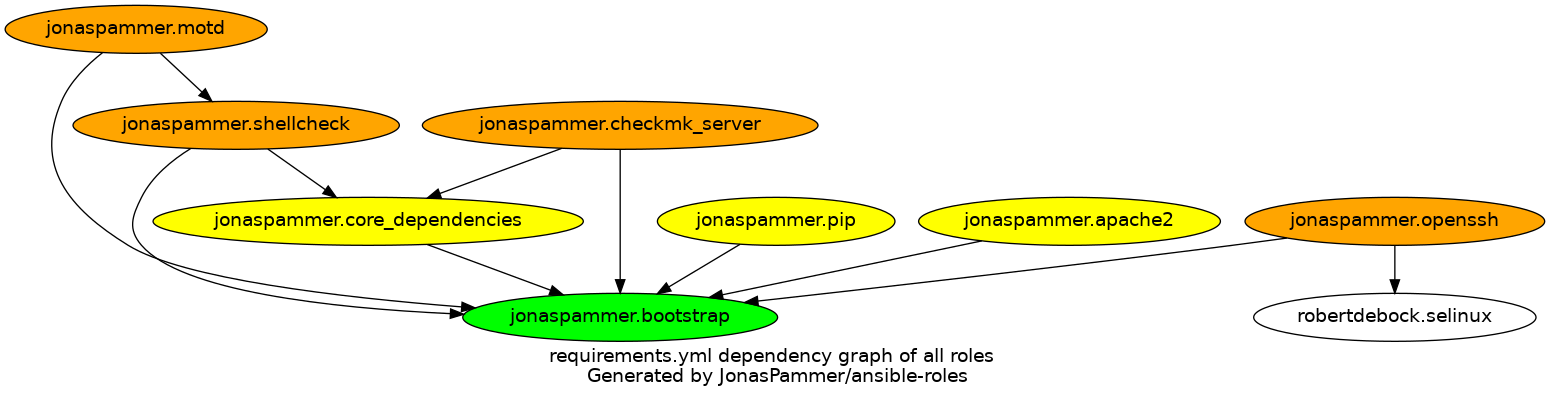 jonaspammer.motd
jonaspammer.shellcheck
jonaspammer.checkmk_server
jonaspammer.core_dependencies
jonaspammer.pip
jonaspammer.apache2
jonaspammer.openssh
jonaspammer.bootstrap
robertdebock.selinux
requirements.yml dependency graph of all roles
Generated by JonasPammer/ansible-roles